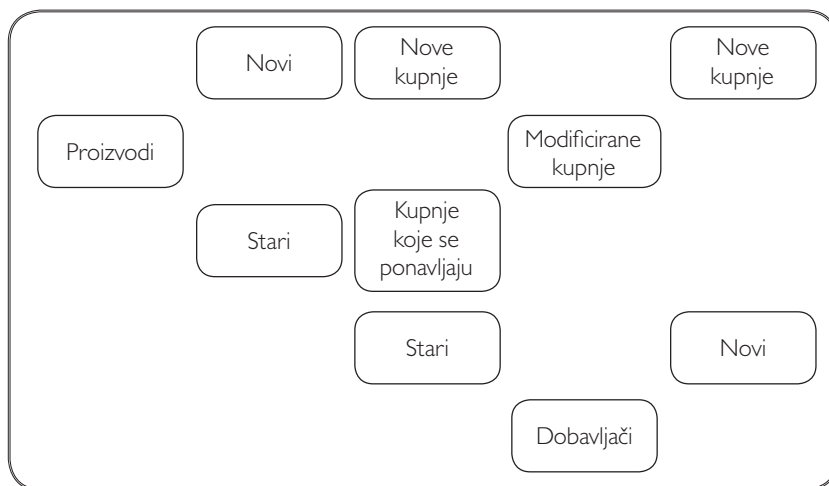 Novi
Nove
kupnje
Nove
kupnje
Proizvodi
Modificirane
kupnje
Stari
Kupnje
koje se
ponavljaju
Stari
Novi
Dobavljači